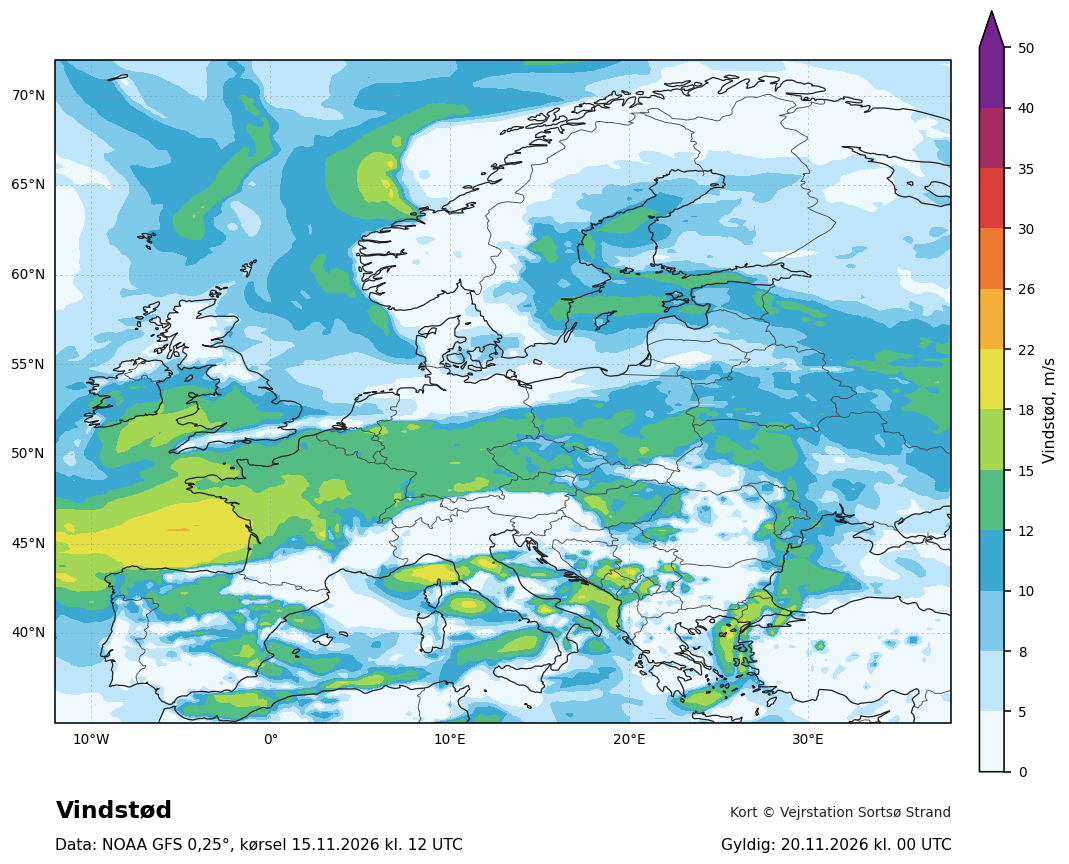 70°N
65°N
60°N
55°N
50°N
45°N
40°N
10°W
0°
10°E
20°E
30°E
50
40
35
30
26
22
18
15
12
10
8
5
0
Vindstød, m/s
Vindstød
Kort © Vejrstation Sortsø Strand
Data: NOAA GFS 0,25°, kørsel 15.11.2026 kl. 12 UTC
Gyldig: 20.11.2026 kl. 00 UTC